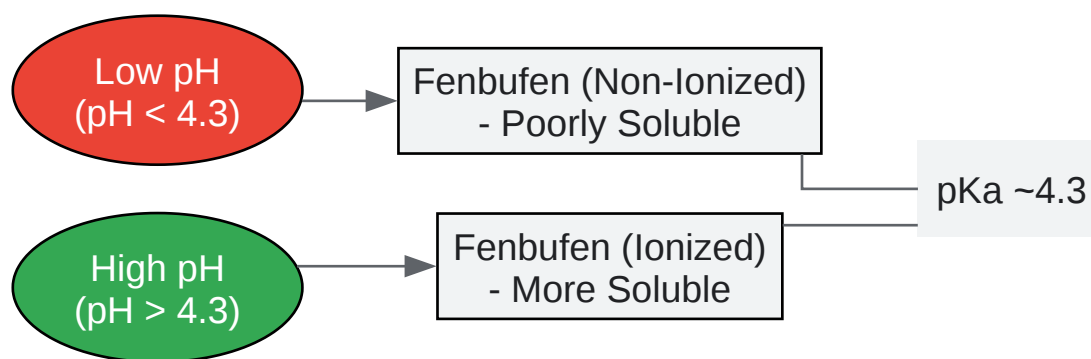 Low pH
(pH < 4.3)
Fenbufen (Non-Ionized)
- Poorly Soluble
pKa ~4.3
Fenbufen (Ionized)
- More Soluble
High pH
(pH > 4.3)